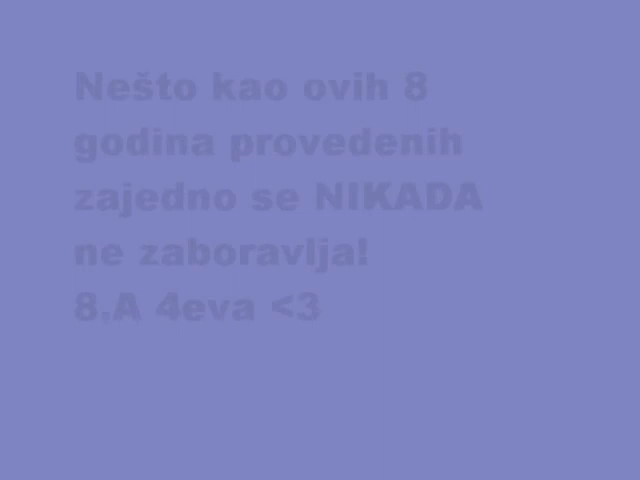 Nešto kao ovih 8
godina provedenih
zajedno se NIKADA
ne zaboravlja!
8.A 4eva <3